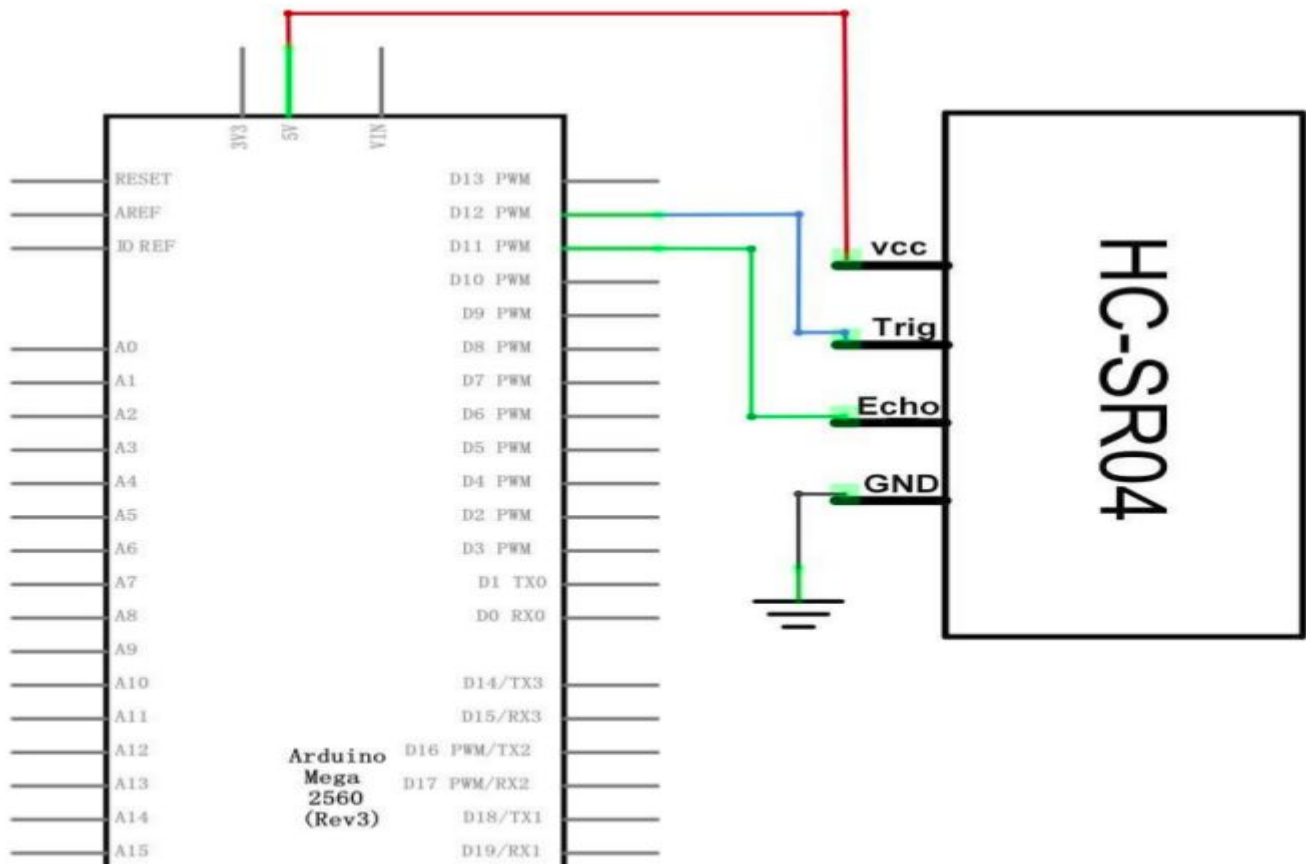 3V3
5V
VIN
RESET
AREF
IO REF
A0
A1
A2
A3
A4
A5
A6
A7
A8
A9
A10
A11
A12
A13
A14
A15
Arduino
Mega
2560
(Rev3)
D13 PWM
D12 PWM
D11 PWM
D10 PWM
D9 PWM
D8 PWM
D7 PWM
D6 PWM
D5 PWM
D4 PWM
D2 PWM
D3 PWM
D1 TX0
D0 RX0
D14/TX3
D15/RX3
D16 PWM/TX2
D17 PWM/RX2
D18/TX1
D19/RX1
vcc
Trig
Echo
GND
HC-SR04